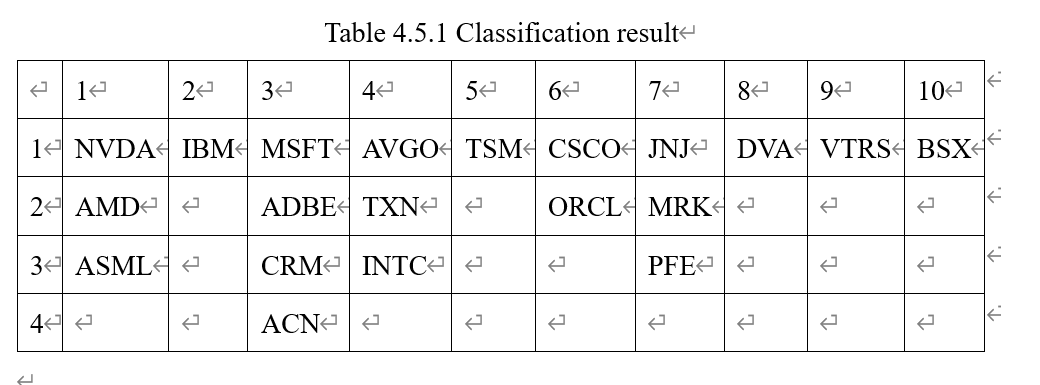 Table 4.5.1 Classification result
1 2 3 4 5 6 7 8 9 10
1 NVDA IBM MSFT AVGO TSM CSCO JNJ DVA VTRS BSX
2 AMD ADBE TXN ORCL MRK
3 ASML CRM INTC PFE
4 ACN